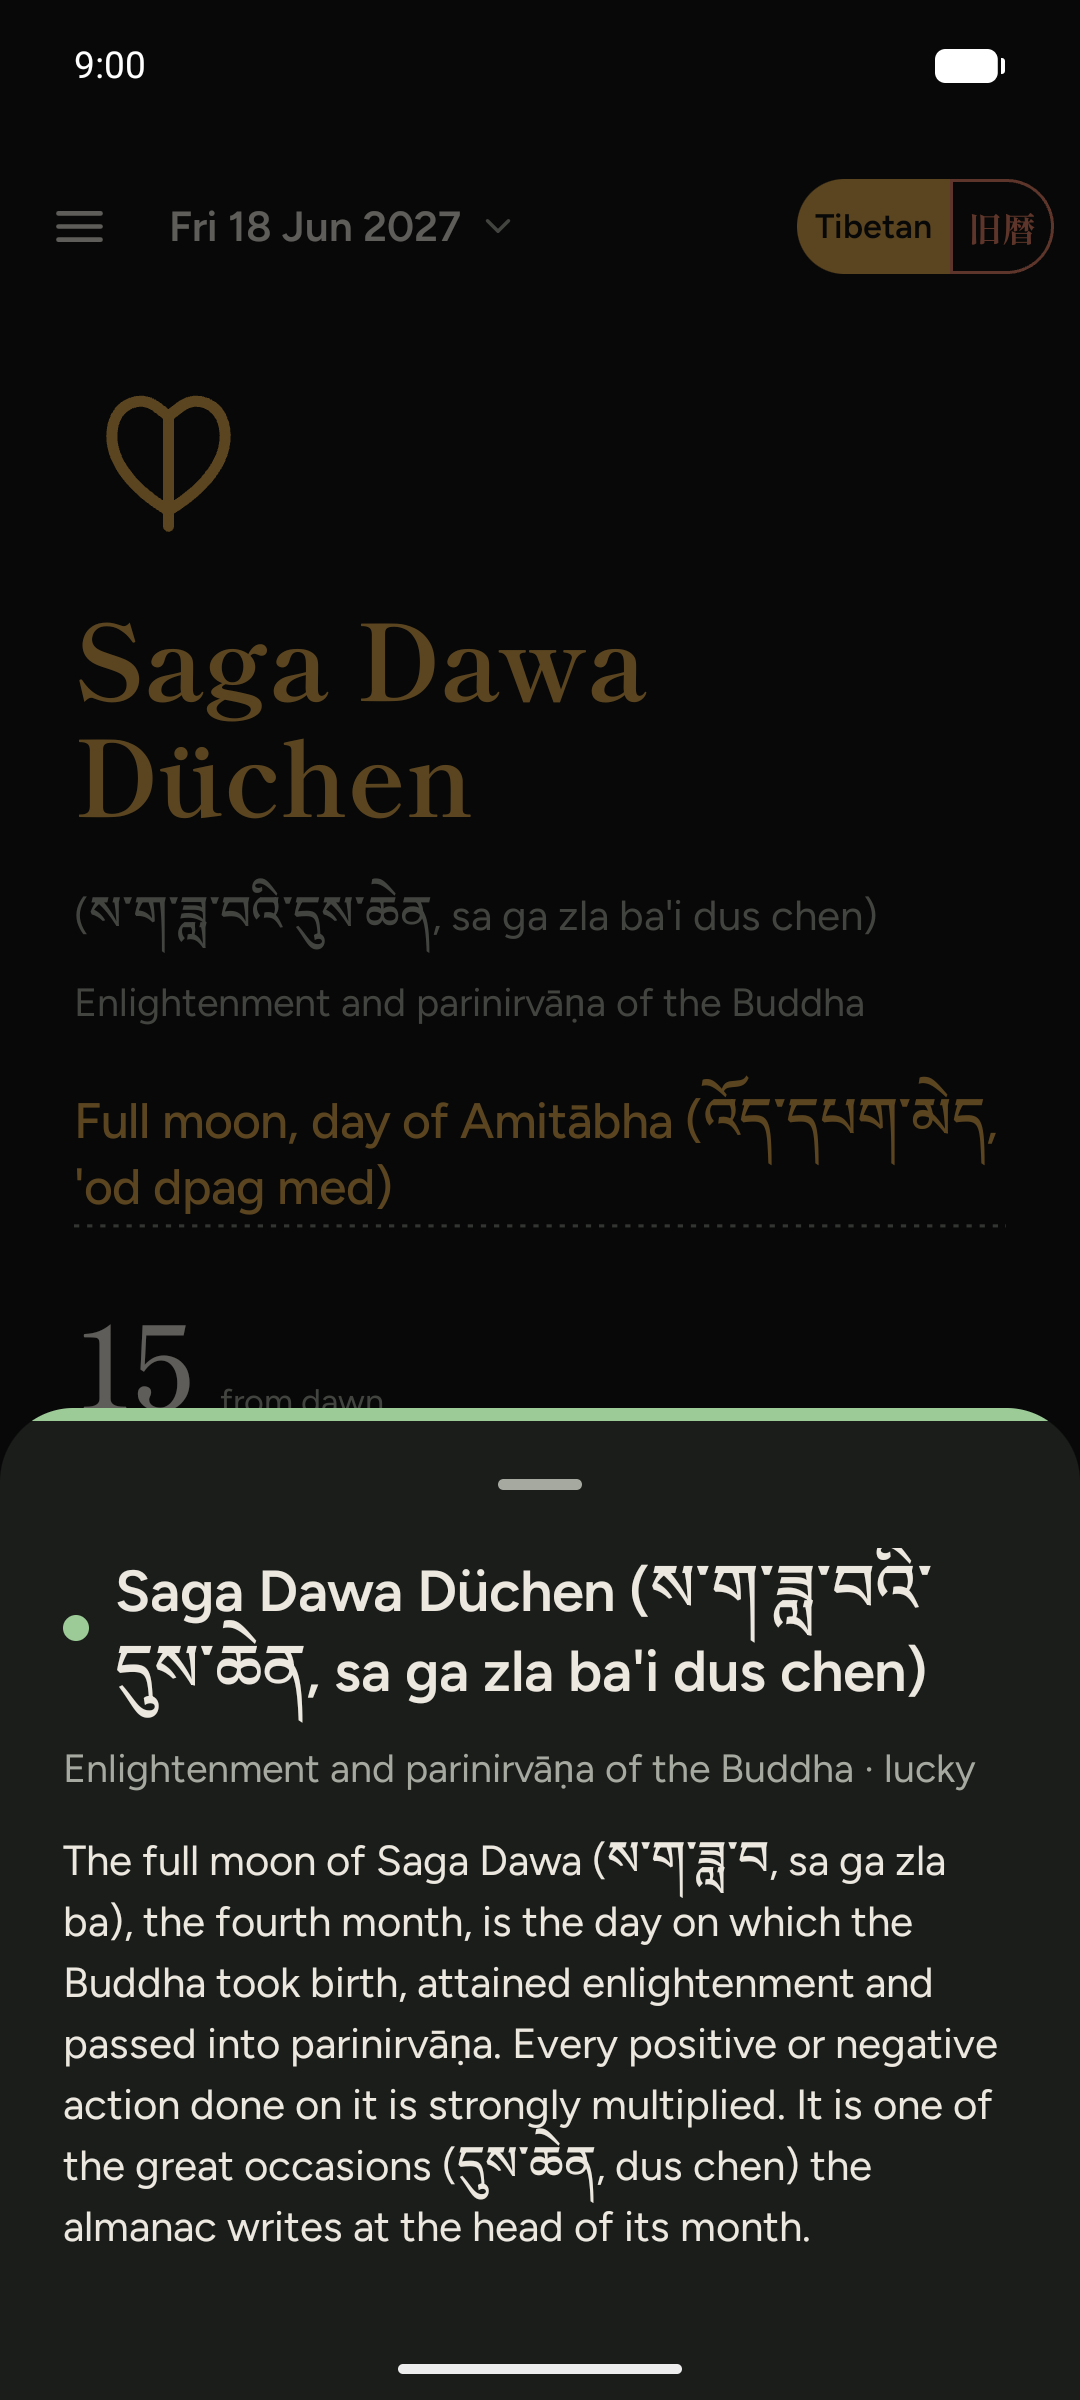 9:00
Fri 18 Jun 2027
Tibetan
旧暦
Saga Dawa
Düchen
(ས་ག་ཟླ་བའི་དུས་ཆེན, sa ga zla ba'i dus chen)
Enlightenment and parinirvāṇa of the Buddha
Full moon, day of Amitābha (འོད་དཔག་མེད,
'od dpag med)
15 from dawn
Saga Dawa Düchen (ས་ག་ཟླ་བའི་
དུས་ཆེན, sa ga zla ba'i dus chen)
Enlightenment and parinirvāṇa of the Buddha · lucky
The full moon of Saga Dawa (ས་ག་ཟླ་བ, sa ga zla
ba), the fourth month, is the day on which the
Buddha took birth, attained enlightenment and
passed into parinirvāṇa. Every positive or negative
action done on it is strongly multiplied. It is one of
the great occasions (དུས་ཆེན, dus chen) the
almanac writes at the head of its month.